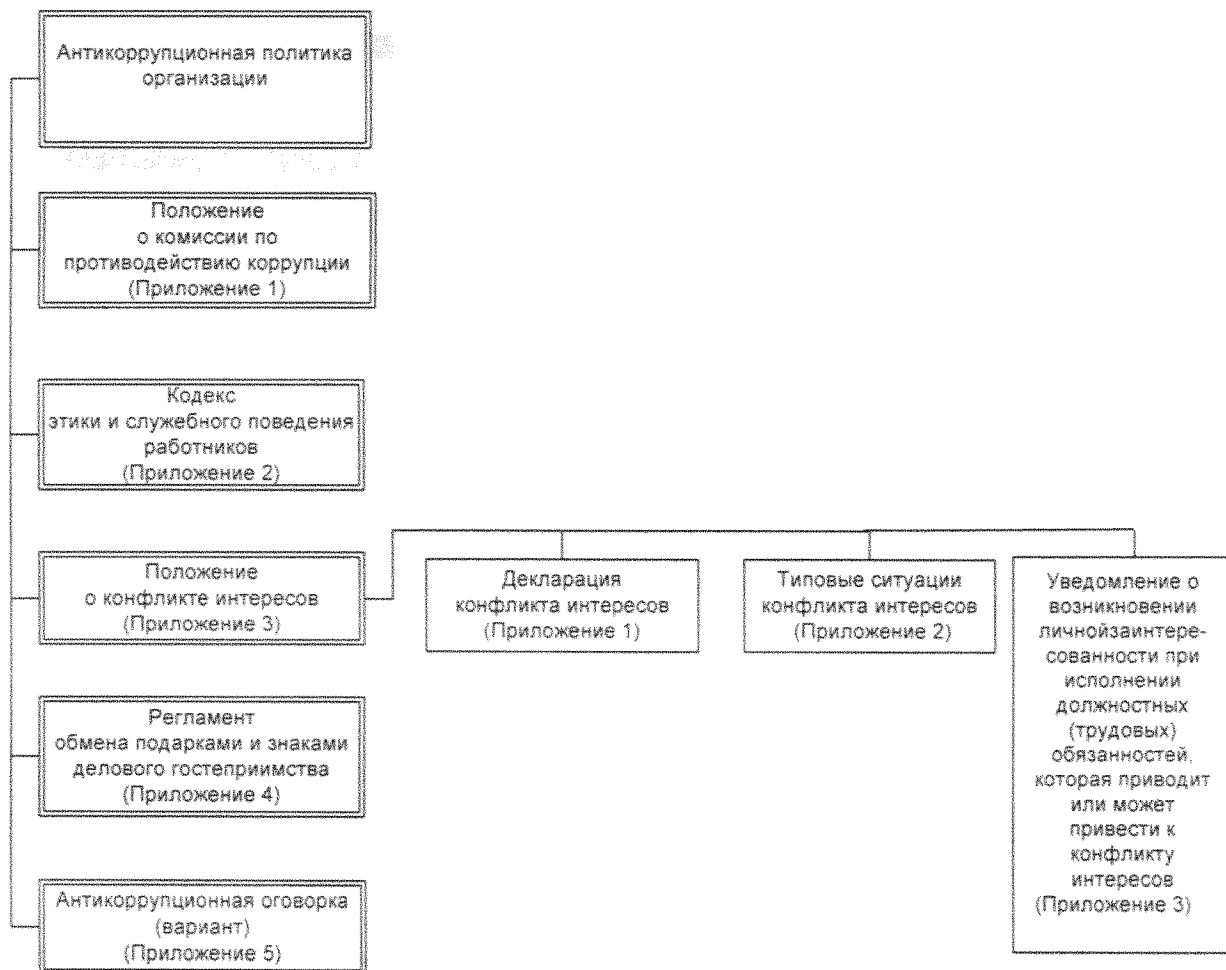 Антикоррупционная политика
организации
Положение
о комиссии по
противодействию коррупции
(Приложение 1)
Кодекс
этики и служебного поведения
работников
(Приложение 2)
Положение
о конфликте интересов
(Приложение 3)
Декларация
конфликта интересов
(Приложение 1)
Типовые ситуации
конфликта интересов
(Приложение 2)
Уведомление о
возникновении
личнойзаинтере-
сованности при
исполнении
должностных
(трудовых)
обязанностей,
которая приводит
или может
привести к
конфликту
интересов
(Приложение 3)
Регламент
обмена подарками и знаками
делового гостеприимства
(Приложение 4)
Антикоррупционная оговорка
(вариант)
(Приложение 5)